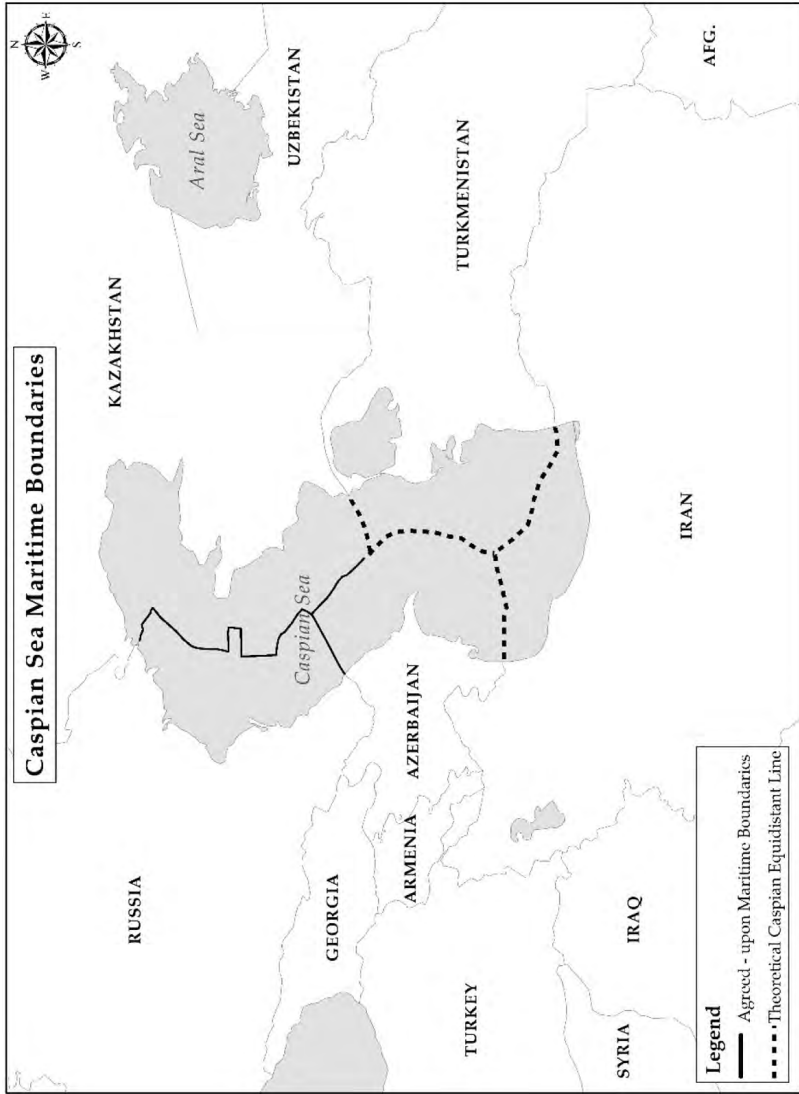 Caspian Sea Maritime Boundaries
N
W
E
S
RUSSIA
KAZAKHSTAN
Aral Sea
UZBEKISTAN
Caspian Sea
GEORGIA
ARMENIA
AZERBAIJAN
TURKMENISTAN
TURKEY
SYRIA
IRAQ
IRAN
AFG.
Legend
Agreed - upon Maritime Boundaries
Theoretical Caspian Equidistant Line